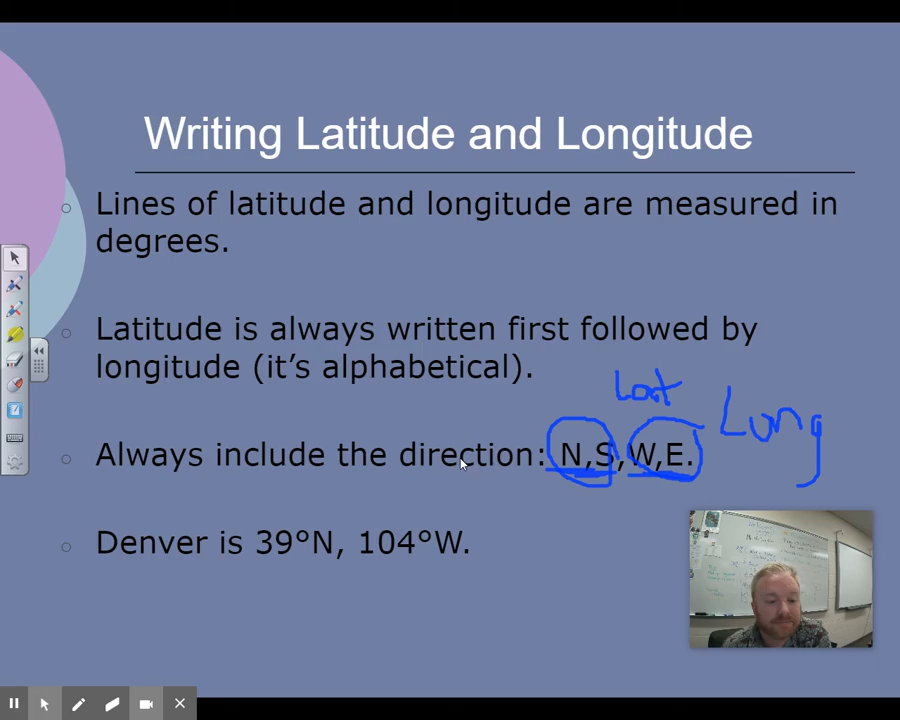 Writing Latitude and Longitude
Lines of latitude and longitude are measured in
degrees.
Latitude is always written first followed by
longitude (it's alphabetical).
Lat
Long
Always include the direction: N,S,W,E.
Denver is 39°N, 104°W.